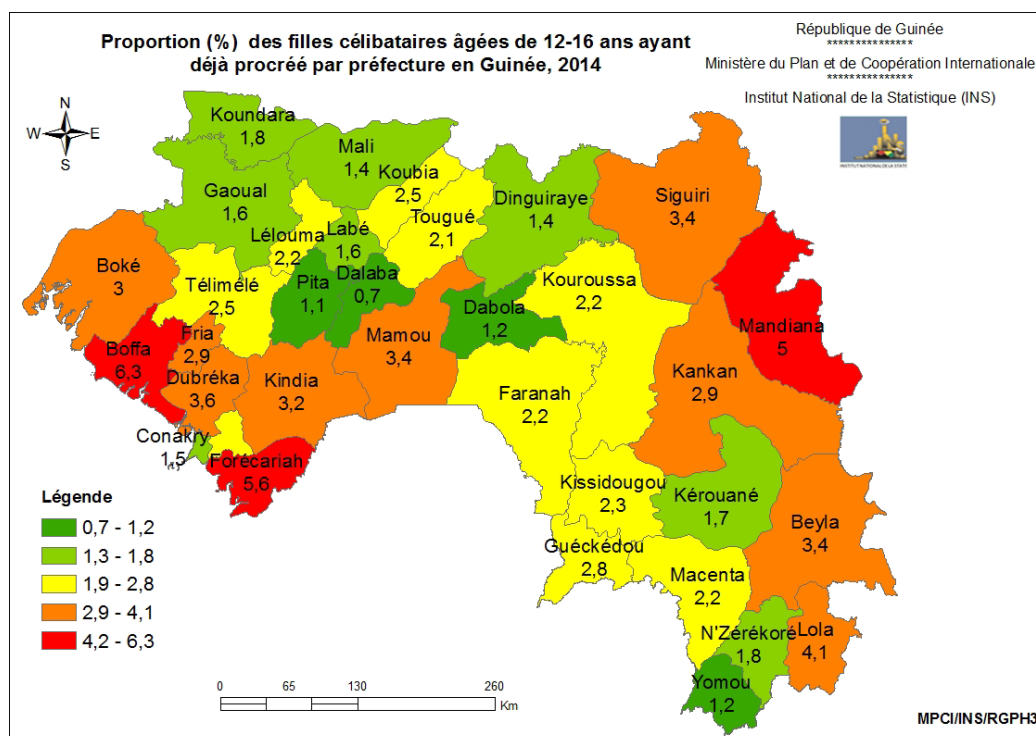 Proportion (%) des filles célibataires âgées de 12-16 ans ayant
déjà procréé par préfecture en Guinée, 2014
République de Guinée
***************
Ministère du Plan et de Coopération Internationale
***************
Institut National de la Statistique (INS)
INSTITUT NATIONAL DE LA STATI
N
W E
S
Koundara
1,8
Mali
1,4
Koubia
2,5
Gaoual
1,6
Tougué
2,1
Dinguiraye
1,4
Siguiri
3,4
Lélouma
2,2
Labé
1,6
Boké
3
Télimélé
2,5
Pita
1,1
Dalaba
0,7
Kouroussa
2,2
Dabola
1,2
Mandiana
5
Boffa
6,3
Fria
2,9
Dubréka
3,6
Kindia
3,2
Mamou
3,4
Kankan
2,9
Faranah
2,2
Conakry
1,5
Forécariah
5,6
Kissidougou
2,3
Kérouané
1,7
Beyla
3,4
Guéckédou
2,8
Macenta
2,2
N'Zérékoré
1,8
Lola
4,1
Yomou
1,2
Légende
0,7 - 1,2
1,3 - 1,8
1,9 - 2,8
2,9 - 4,1
4,2 - 6,3
0 65 130 260
Km
MPCI/INS/RGPH3